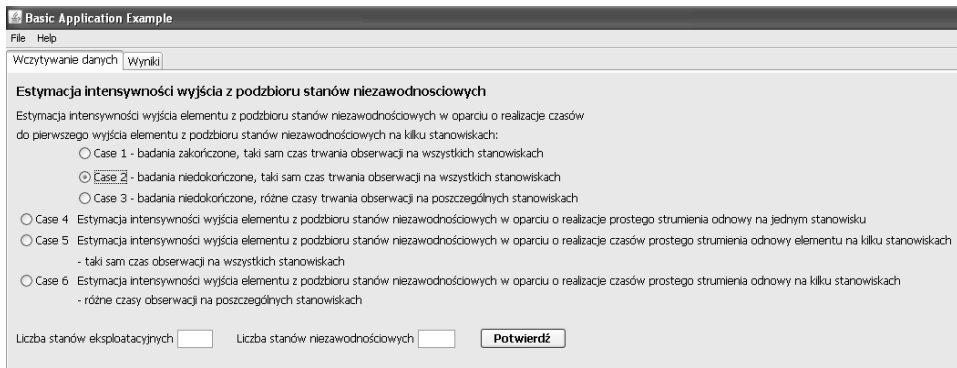 Basic Application Example
File Help
Wczytywanie danych Wyniki
Estymacja intensywności wyjścia z podzbioru stanów niezawodnosciowych
Estymacja intensywności wyjścia elementu z podzbioru stanów niezawodnościowych w oparciu o realizacje czasów
do pierwszego wyjścia elementu z podzbioru stanów niezawodnościowych na kilku stanowiskach:
Case 1 - badania zakończone, taki sam czas trwania obserwacji na wszystkich stanowiskach
Case 2 - badania niedokończone, taki sam czas trwania obserwacji na wszystkich stanowiskach
Case 3 - badania niedokończone, różne czasy trwania obserwacji na poszczególnych stanowiskach
Case 4 Estymacja intensywności wyjścia elementu z podzbioru stanów niezawodnościowych w oparciu o realizacje prostego strumienia odnowy na jednym stanowisku
Case 5 Estymacja intensywności wyjścia elementu z podzbioru stanów niezawodnościowych w oparciu o realizacje czasów prostego strumienia odnowy elementu na kilku stanowiskach
- taki sam czas obserwacji na wszystkich stanowiskach
Case 6 Estymacja intensywności wyjścia elementu z podzbioru stanów niezawodnościowych w oparciu o realizacje czasów prostego strumienia odnowy na kilku stanowiskach
- różne czasy obserwacji na poszczególnych stanowiskach
Liczba stanów eksploatacyjnych Liczba stanów niezawodnościowych Potwierdź